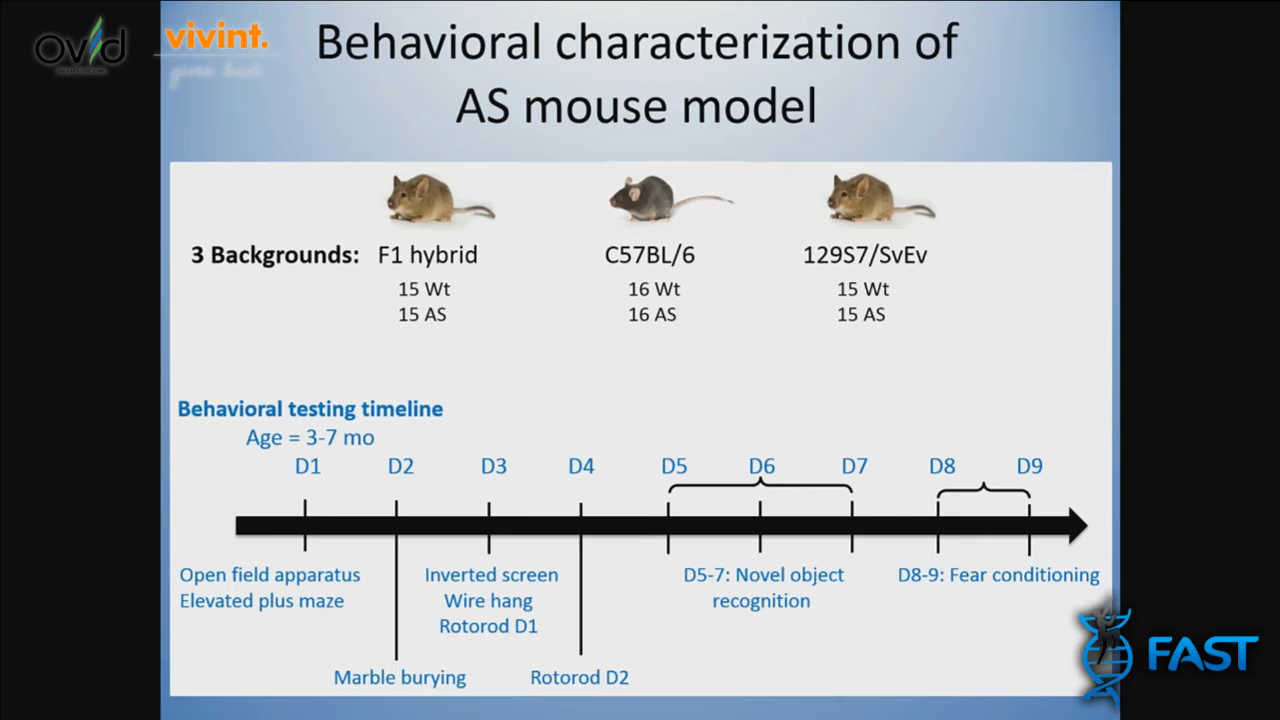 ovid
vivint.
gives back
Behavioral characterization of
AS mouse model
3 Backgrounds: F1 hybrid C57BL/6 129S7/SvEv
15 Wt 16 Wt 15 Wt
15 AS 16 AS 15 AS
Behavioral testing timeline
Age = 3-7 mo
D1 D2 D3 D4 D5 D6 D7 D8 D9
Open field apparatus
Elevated plus maze
Inverted screen
Wire hang
Rotorod D1
D5-7: Novel object
recognition
D8-9: Fear conditioning
Marble burying
Rotorod D2
FAST